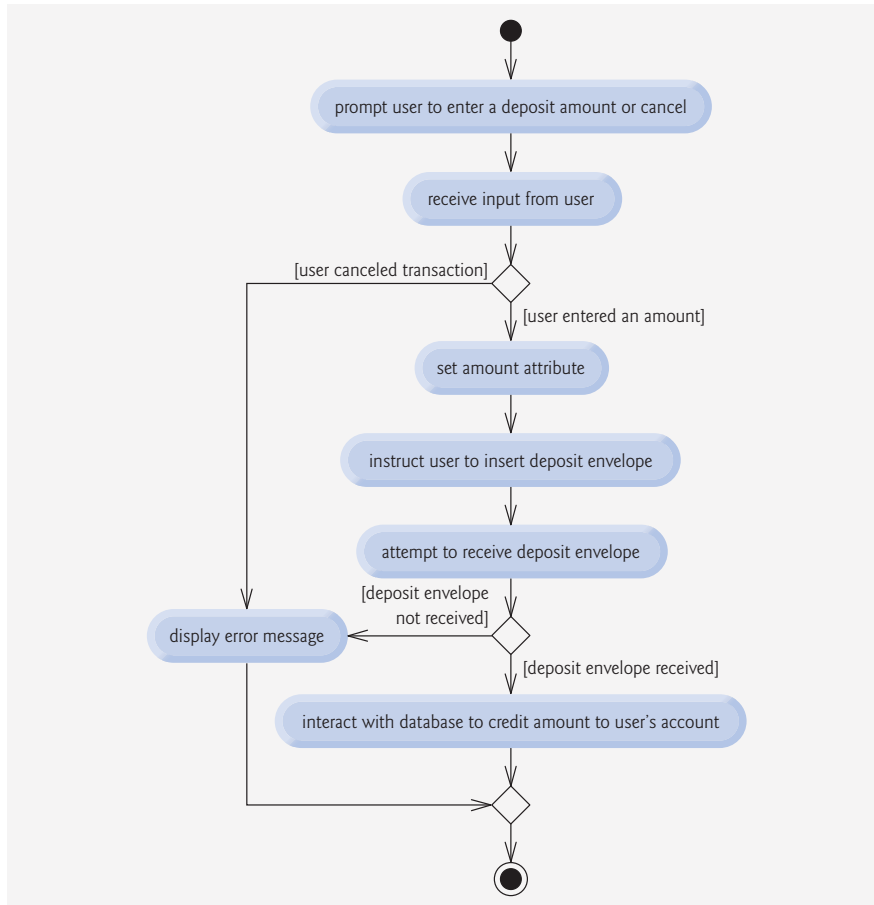 prompt user to enter a deposit amount or cancel
receive input from user
[user canceled transaction]
[user entered an amount]
set amount attribute
instruct user to insert deposit envelope
attempt to receive deposit envelope
[deposit envelope
not received]
display error message
[deposit envelope received]
interact with database to credit amount to user’s account